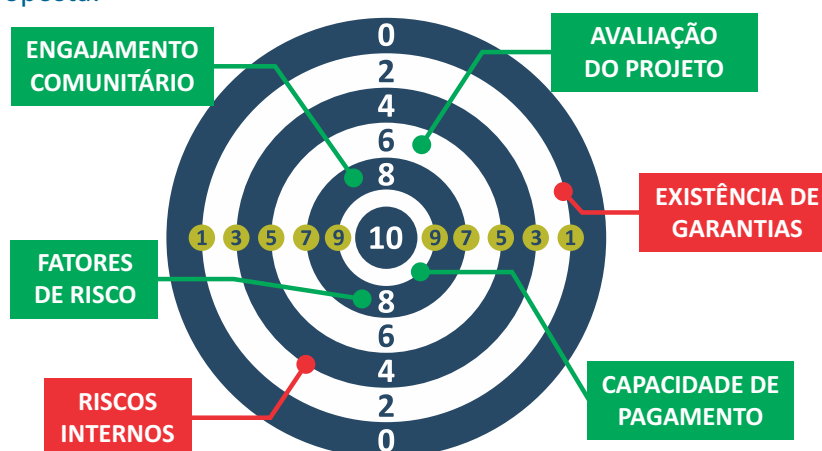 ENGAJAMENTO
COMUNITÁRIO
AVALIAÇÃO
DO PROJETO
0
2
4
6
8
EXISTÊNCIA DE
GARANTIAS
1 3 5 7 9 10 9 7 5 3 1
FATORES
DE RISCO
8
6
4
2
0
RISCOS
INTERNOS
CAPACIDADE DE
PAGAMENTO